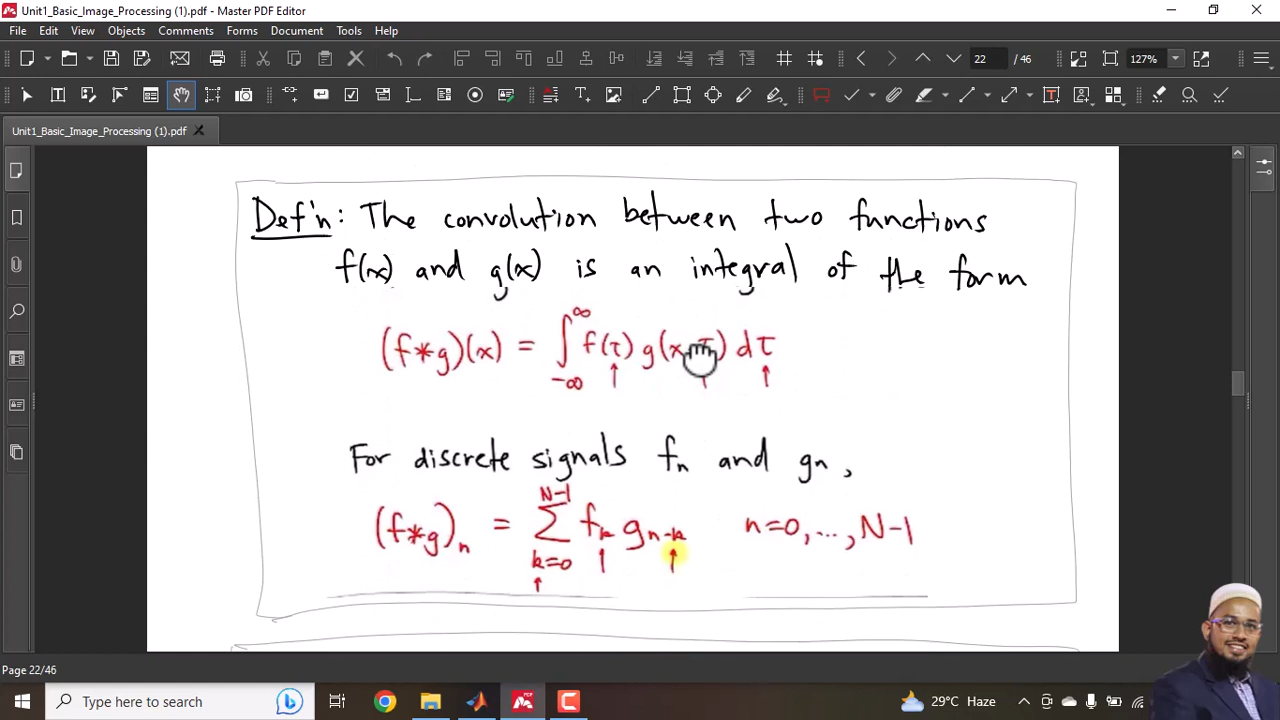 Unit1_Basic_Image_Processing (1).pdf - Master PDF Editor
File Edit View Objects Comments Forms Document Tools Help
22 / 46 127%
Unit1_Basic_Image_Processing (1).pdf
Def'n: The convolution between two functions
f(x) and g(x) is an integral of the form
(f*g)(x) = ∫_{-∞}^{∞} f(τ) g(x-τ) dτ
For discrete signals f_n and g_n,
(f*g)_n = Σ_{k=0}^{N-1} f_k g_{n-k} n=0,...,N-1
Page 22/46
Type here to search
29°C Haze